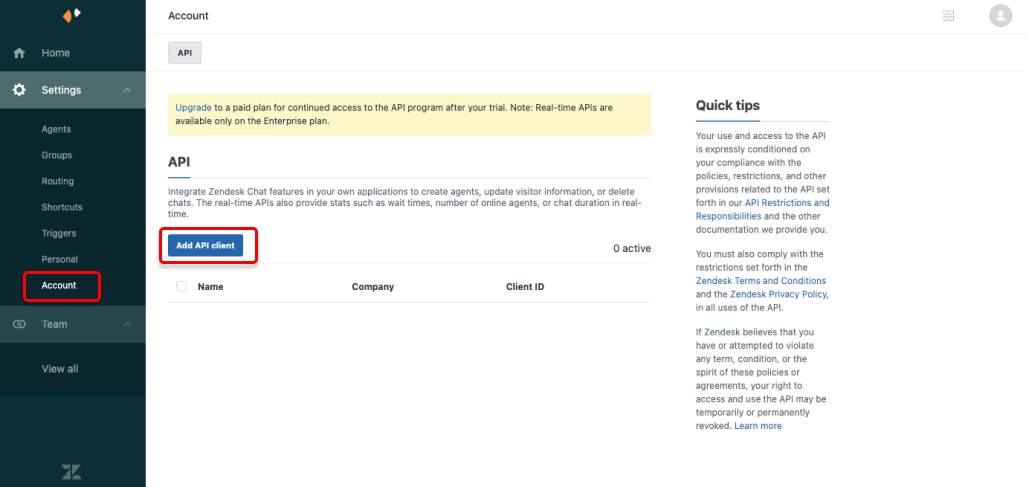 Account
Home
API
Settings
Agents
Groups
Routing
Shortcuts
Triggers
Personal
Account
Team
View all
Upgrade to a paid plan for continued access to the API program after your trial. Note: Real-time APIs are
available only on the Enterprise plan.
API
Integrate Zendesk Chat features in your own applications to create agents, update visitor information, or delete
chats. The real-time APIs also provide stats such as wait times, number of online agents, or chat duration in real-
time.
Add API client
0 active
Name Company Client ID
Quick tips
Your use and access to the API
is expressly conditioned on
your compliance with the
policies, restrictions, and other
provisions related to the API set
forth in our API Restrictions and
Responsibilities and the other
documentation we provide you.
You must also comply with the
restrictions set forth in the
Zendesk Terms and Conditions
and the Zendesk Privacy Policy,
in all uses of the API.
If Zendesk believes that you
have or attempted to violate
any term, condition, or the
spirit of these policies or
agreements, your right to
access and use the API may be
temporarily or permanently
revoked. Learn more